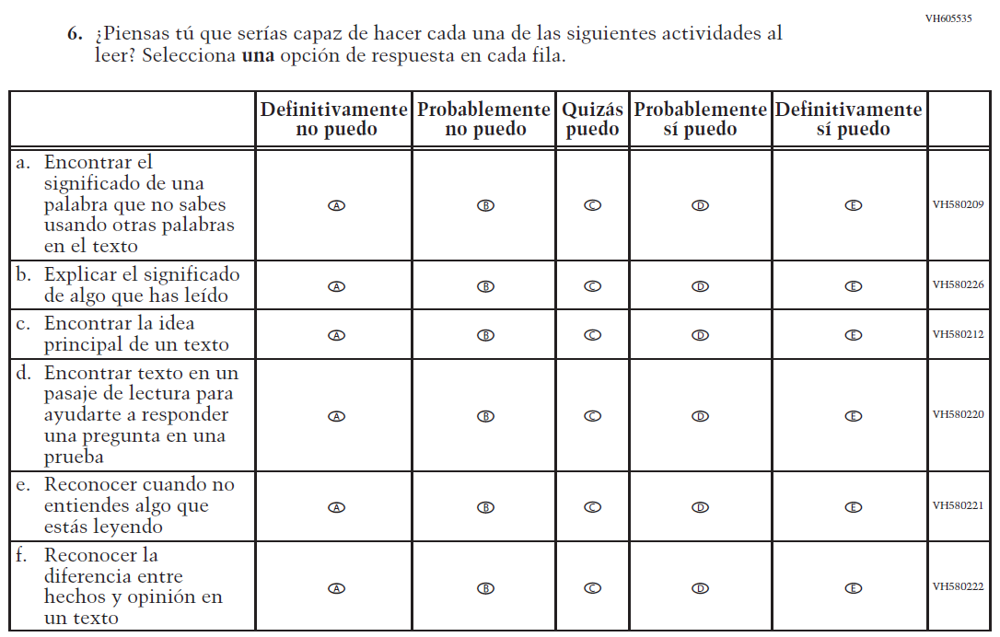 VH605535
6. ¿Piensas tú que serías capaz de hacer cada una de las siguientes actividades al
leer? Selecciona una opción de respuesta en cada fila.
Definitivamente no puedo Probablemente no puedo Quizás puedo Probablemente sí puedo Definitivamente sí puedo
a. Encontrar el
significado de una
palabra que no sabes
usando otras palabras
en el texto
A B C D E VH580209
b. Explicar el significado
de algo que has leído
A B C D E VH580226
c. Encontrar la idea
principal de un texto
A B C D E VH580212
d. Encontrar texto en un
pasaje de lectura para
ayudarte a responder
una pregunta en una
prueba
A B C D E VH580220
e. Reconocer cuando no
entiendes algo que
estás leyendo
A B C D E VH580221
f. Reconocer la
diferencia entre
hechos y opinión en
un texto
A B C D E VH580222